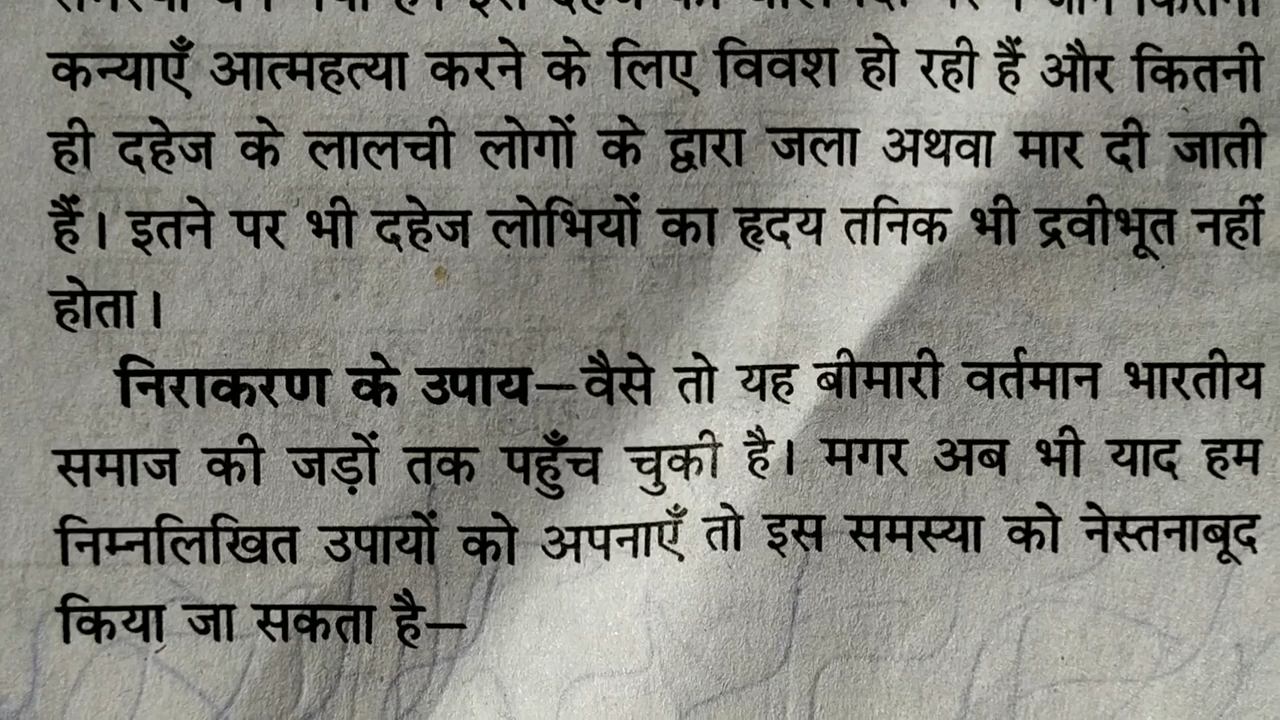 कन्याएँ आत्महत्या करने के लिए विवश हो रही हैं और कितनी
ही दहेज के लालची लोगों के द्वारा जला अथवा मार दी जाती
हैं। इतने पर भी दहेज लोभियों का हृदय तनिक भी द्रवीभूत नहीं
होता।
निराकरण के उपाय—वैसे तो यह बीमारी वर्तमान भारतीय
समाज की जड़ों तक पहुँच चुकी है। मगर अब भी याद हम
निम्नलिखित उपायों को अपनाएँ तो इस समस्या को नेस्तनाबूद
किया जा सकता है—